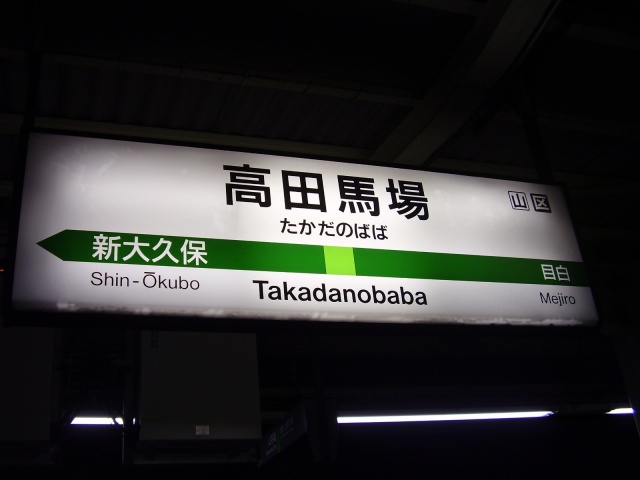 高田馬場
山区
たかだのばば
新大久保
目白
Shin-Ōkubo
Takadanobaba
Mejiro